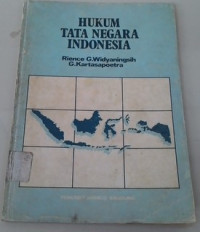 HUKUM
TATA NEGARA
INDONESIA
Rience G.Widyaningsih
G.Kartasapoetra